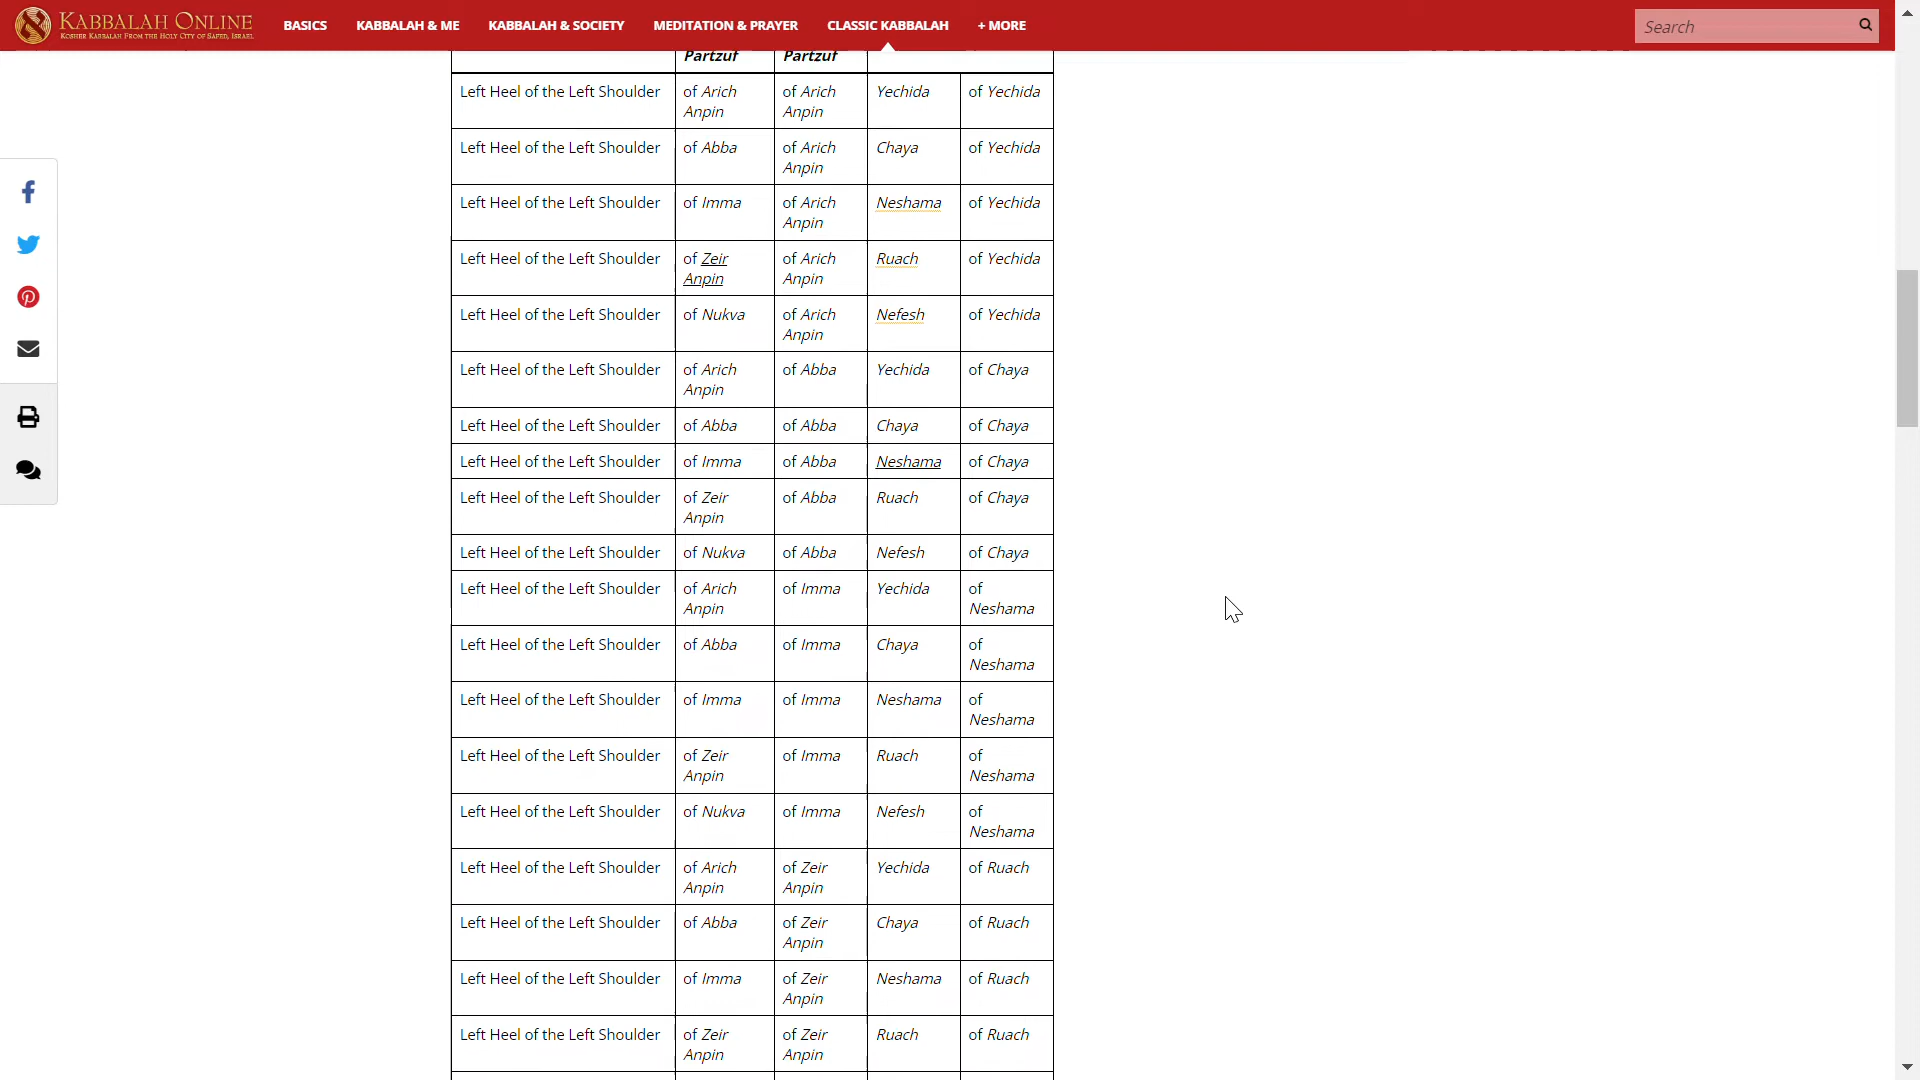 KABBALAH ONLINE
KOSHER KABBALAH FROM THE HOLY CITY OF SAFED, ISRAEL
BASICS KABBALAH & ME KABBALAH & SOCIETY MEDITATION & PRAYER CLASSIC KABBALAH + MORE Search
Partzuf Partzuf
Left Heel of the Left Shoulder of Arich Anpin of Arich Anpin Yechida of Yechida
Left Heel of the Left Shoulder of Abba of Arich Anpin Chaya of Yechida
Left Heel of the Left Shoulder of Imma of Arich Anpin Neshama of Yechida
Left Heel of the Left Shoulder of Zeir Anpin of Arich Anpin Ruach of Yechida
Left Heel of the Left Shoulder of Nukva of Arich Anpin Nefesh of Yechida
Left Heel of the Left Shoulder of Arich Anpin of Abba Yechida of Chaya
Left Heel of the Left Shoulder of Abba of Abba Chaya of Chaya
Left Heel of the Left Shoulder of Imma of Abba Neshama of Chaya
Left Heel of the Left Shoulder of Zeir Anpin of Abba Ruach of Chaya
Left Heel of the Left Shoulder of Nukva of Abba Nefesh of Chaya
Left Heel of the Left Shoulder of Arich Anpin of Imma Yechida of Neshama
Left Heel of the Left Shoulder of Abba of Imma Chaya of Neshama
Left Heel of the Left Shoulder of Imma of Imma Neshama of Neshama
Left Heel of the Left Shoulder of Zeir Anpin of Imma Ruach of Neshama
Left Heel of the Left Shoulder of Nukva of Imma Nefesh of Neshama
Left Heel of the Left Shoulder of Arich Anpin of Zeir Anpin Yechida of Ruach
Left Heel of the Left Shoulder of Abba of Zeir Anpin Chaya of Ruach
Left Heel of the Left Shoulder of Imma of Zeir Anpin Neshama of Ruach
Left Heel of the Left Shoulder of Zeir Anpin of Zeir Anpin Ruach of Ruach